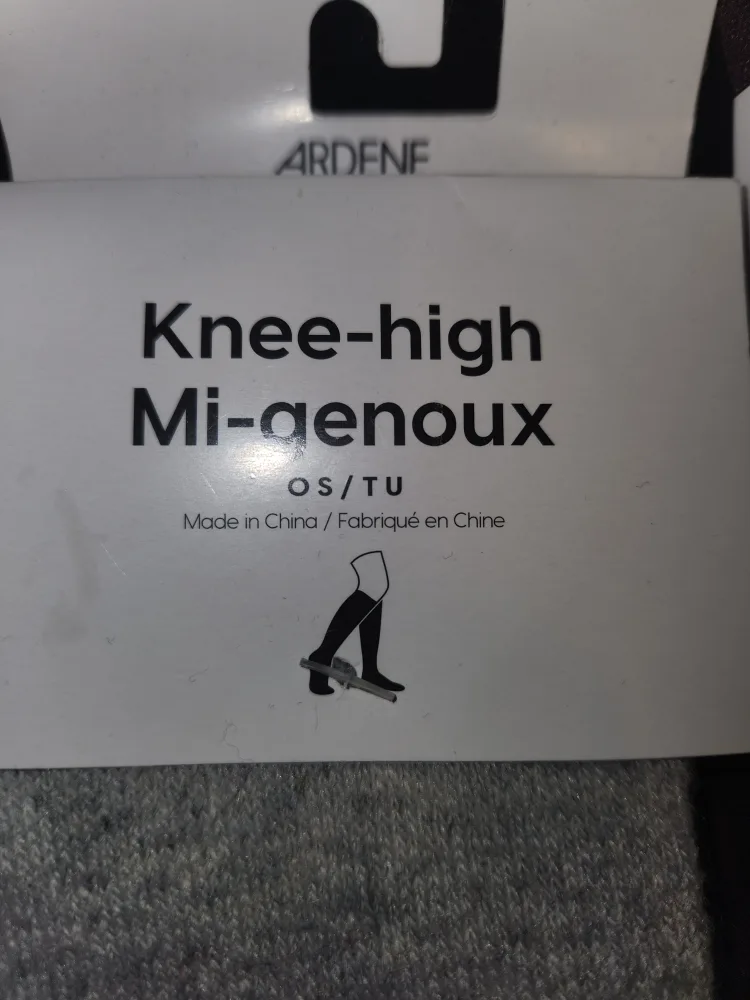 ARDENE
Knee-high
Mi-genoux
OS/TU
Made in China / Fabriqué en Chine